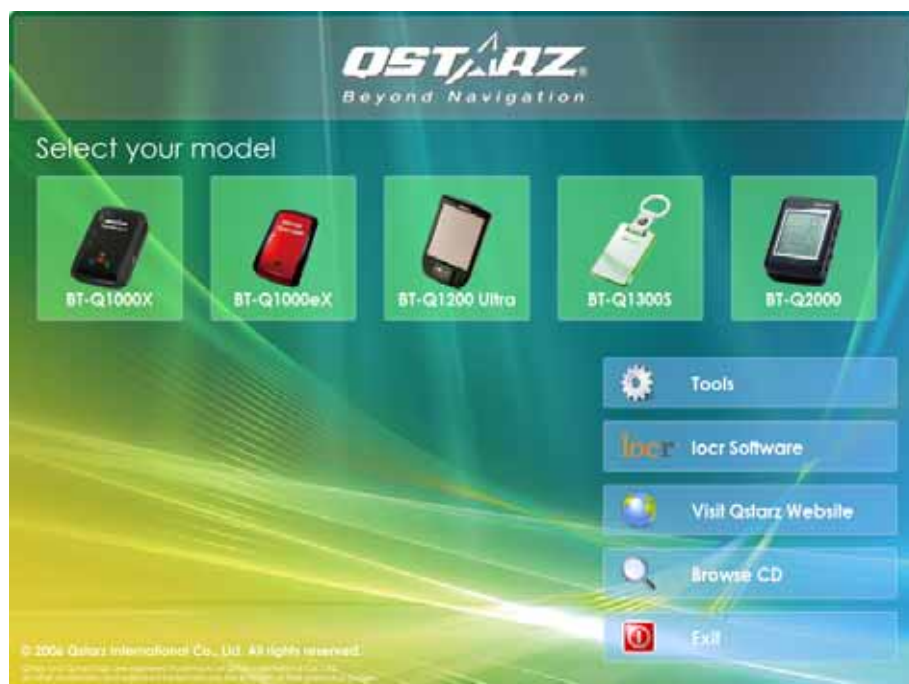 QSTARZ®
Beyond Navigation
Select your model
BT-Q1000X
BT-Q1000eX
BT-Q1200 Ultra
BT-Q1300S
BT-Q2000
Tools
locr locr Software
Visit Qstarz Website
Browse CD
Exit
© 2006 Qstarz International Co., Ltd. All rights reserved.